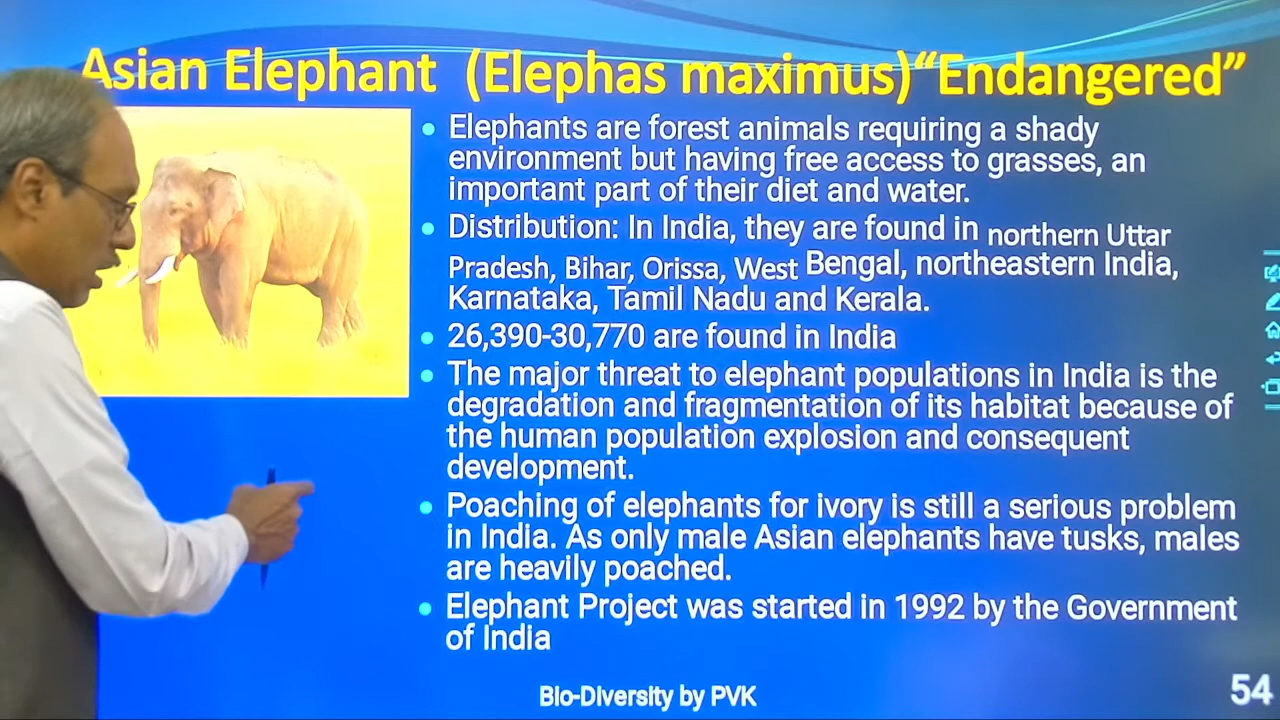 Asian Elephant (Elephas maximus)“Endangered”
• Elephants are forest animals requiring a shady
environment but having free access to grasses, an
important part of their diet and water.
• Distribution: In India, they are found in northern Uttar
Pradesh, Bihar, Orissa, West Bengal, northeastern India,
Karnataka, Tamil Nadu and Kerala.
• 26,390-30,770 are found in India
• The major threat to elephant populations in India is the
degradation and fragmentation of its habitat because of
the human population explosion and consequent
development.
• Poaching of elephants for ivory is still a serious problem
in India. As only male Asian elephants have tusks, males
are heavily poached.
• Elephant Project was started in 1992 by the Government
of India
Bio-Diversity by PVK
54